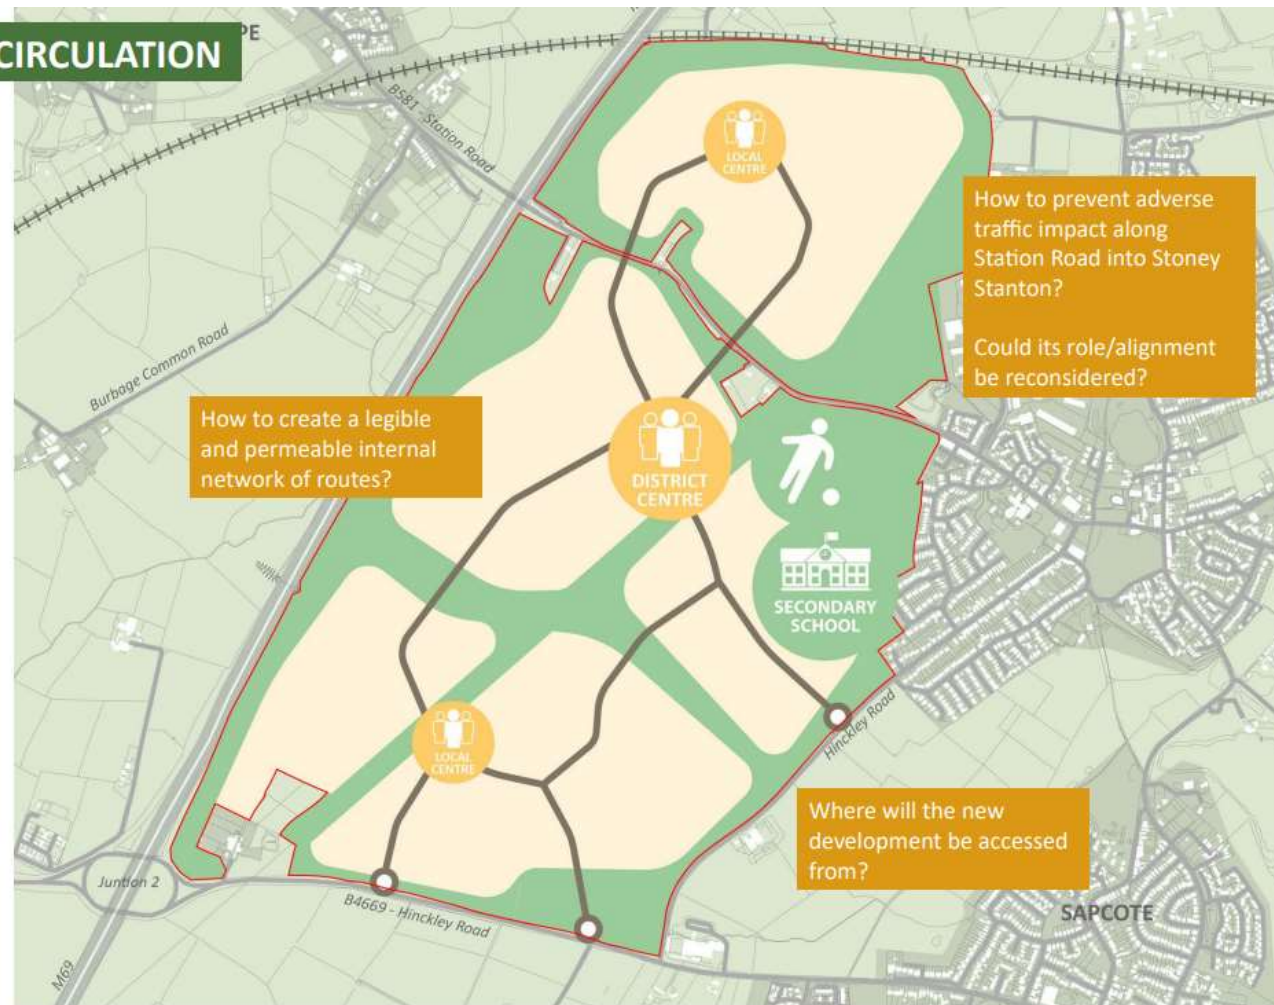 CIRCULATION
PE
B581 - Station Road
LOCAL
CENTRE
How to prevent adverse
traffic impact along
Station Road into Stoney
Stanton?
Could its role/alignment
be reconsidered?
Burbage Common Road
How to create a legible
and permeable internal
network of routes?
DISTRICT
CENTRE
SECONDARY
SCHOOL
LOCAL
CENTRE
Hinckley Road
Where will the new
development be accessed
from?
Juntion 2
B4669 - Hinckley Road
SAPCOTE
M69